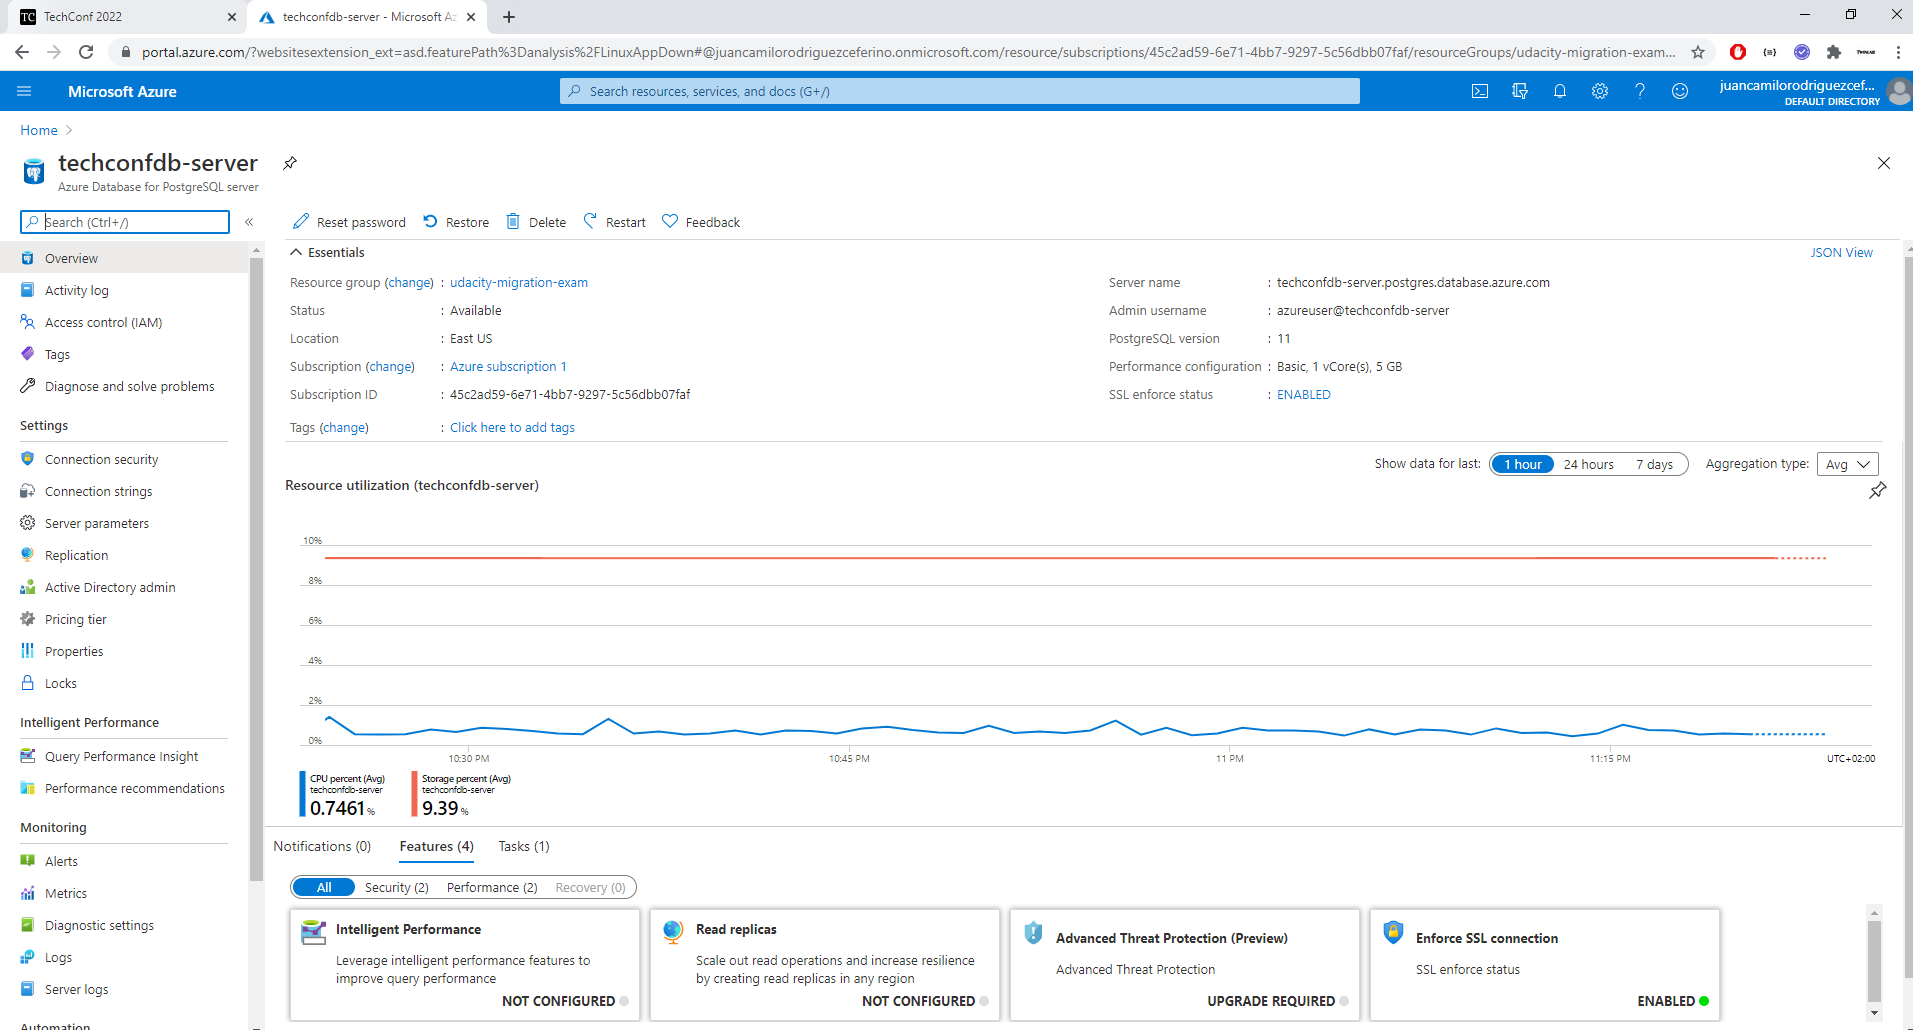 TechConf 2022
techconfdb-server - Microsoft Az
portal.azure.com/?websitesextension_ext=asd.featurePath%3Danalysis%2FLinuxAppDown#@juancamilorodriguezceferino.onmicrosoft.com/resource/subscriptions/45c2ad59-6e71-4bb7-9297-5c56dbb07faf/resourceGroups/udacity-migration-exam...
Microsoft Azure
Search resources, services, and docs (G+/)
juancamilorodriguezcef...
DEFAULT DIRECTORY
Home
techconfdb-server
Azure Database for PostgreSQL server
Search (Ctrl+/)
Overview
Activity log
Access control (IAM)
Tags
Diagnose and solve problems
Settings
Connection security
Connection strings
Server parameters
Replication
Active Directory admin
Pricing tier
Properties
Locks
Intelligent Performance
Query Performance Insight
Performance recommendations
Monitoring
Alerts
Metrics
Diagnostic settings
Logs
Server logs
Automation
Reset password Restore Delete Restart Feedback
Essentials
JSON View
Resource group (change) : udacity-migration-exam
Status : Available
Location : East US
Subscription (change) : Azure subscription 1
Subscription ID : 45c2ad59-6e71-4bb7-9297-5c56dbb07faf
Tags (change) : Click here to add tags
Server name : techconfdb-server.postgres.database.azure.com
Admin username : azureuser@techconfdb-server
PostgreSQL version : 11
Performance configuration : Basic, 1 vCore(s), 5 GB
SSL enforce status : ENABLED
Show data for last: 1 hour 24 hours 7 days Aggregation type: Avg
Resource utilization (techconfdb-server)
10%
8%
6%
4%
2%
0%
10:30 PM 10:45 PM 11 PM 11:15 PM UTC+02:00
CPU percent (Avg)
techconfdb-server
0.7461 %
Storage percent (Avg)
techconfdb-server
9.39 %
Notifications (0) Features (4) Tasks (1)
All Security (2) Performance (2) Recovery (0)
Intelligent Performance
Leverage intelligent performance features to
improve query performance
NOT CONFIGURED
Read replicas
Scale out read operations and increase resilience
by creating read replicas in any region
NOT CONFIGURED
Advanced Threat Protection (Preview)
Advanced Threat Protection
UPGRADE REQUIRED
Enforce SSL connection
SSL enforce status
ENABLED